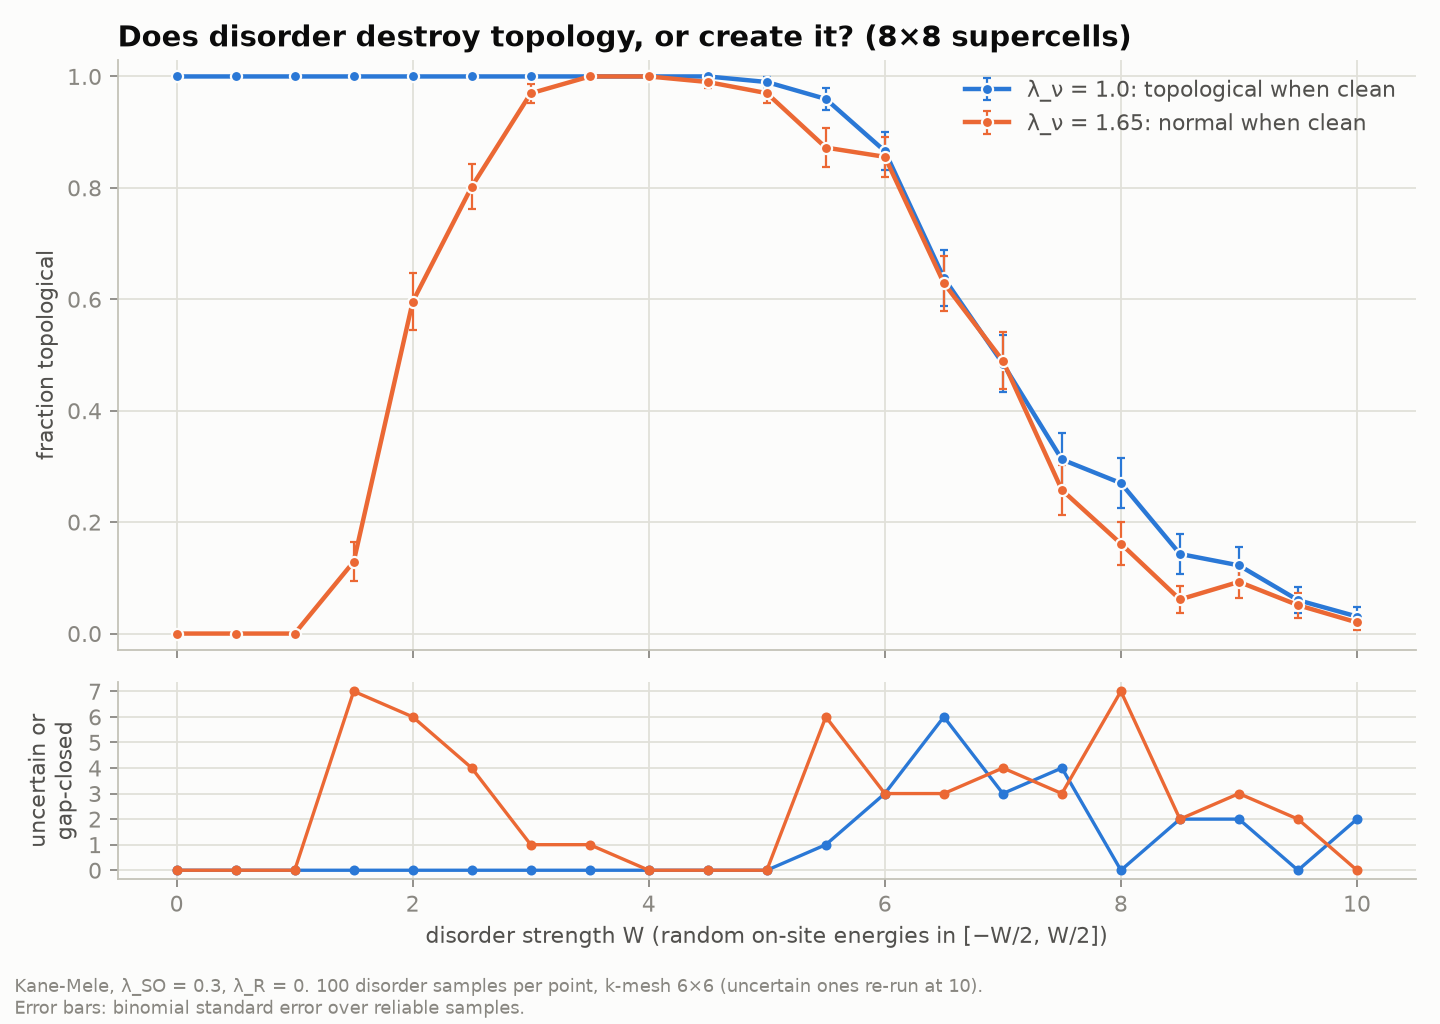 Does disorder destroy topology, or create it? (8×8 supercells)
λ_ν = 1.0: topological when clean
λ_ν = 1.65: normal when clean
fraction topological
1.0
0.8
0.6
0.4
0.2
0.0
uncertain or
gap-closed
7
6
5
4
3
2
1
0
0 2 4 6 8 10
disorder strength W (random on-site energies in [−W/2, W/2])
Kane-Mele, λ_SO = 0.3, λ_R = 0. 100 disorder samples per point, k-mesh 6×6 (uncertain ones re-run at 10).
Error bars: binomial standard error over reliable samples.